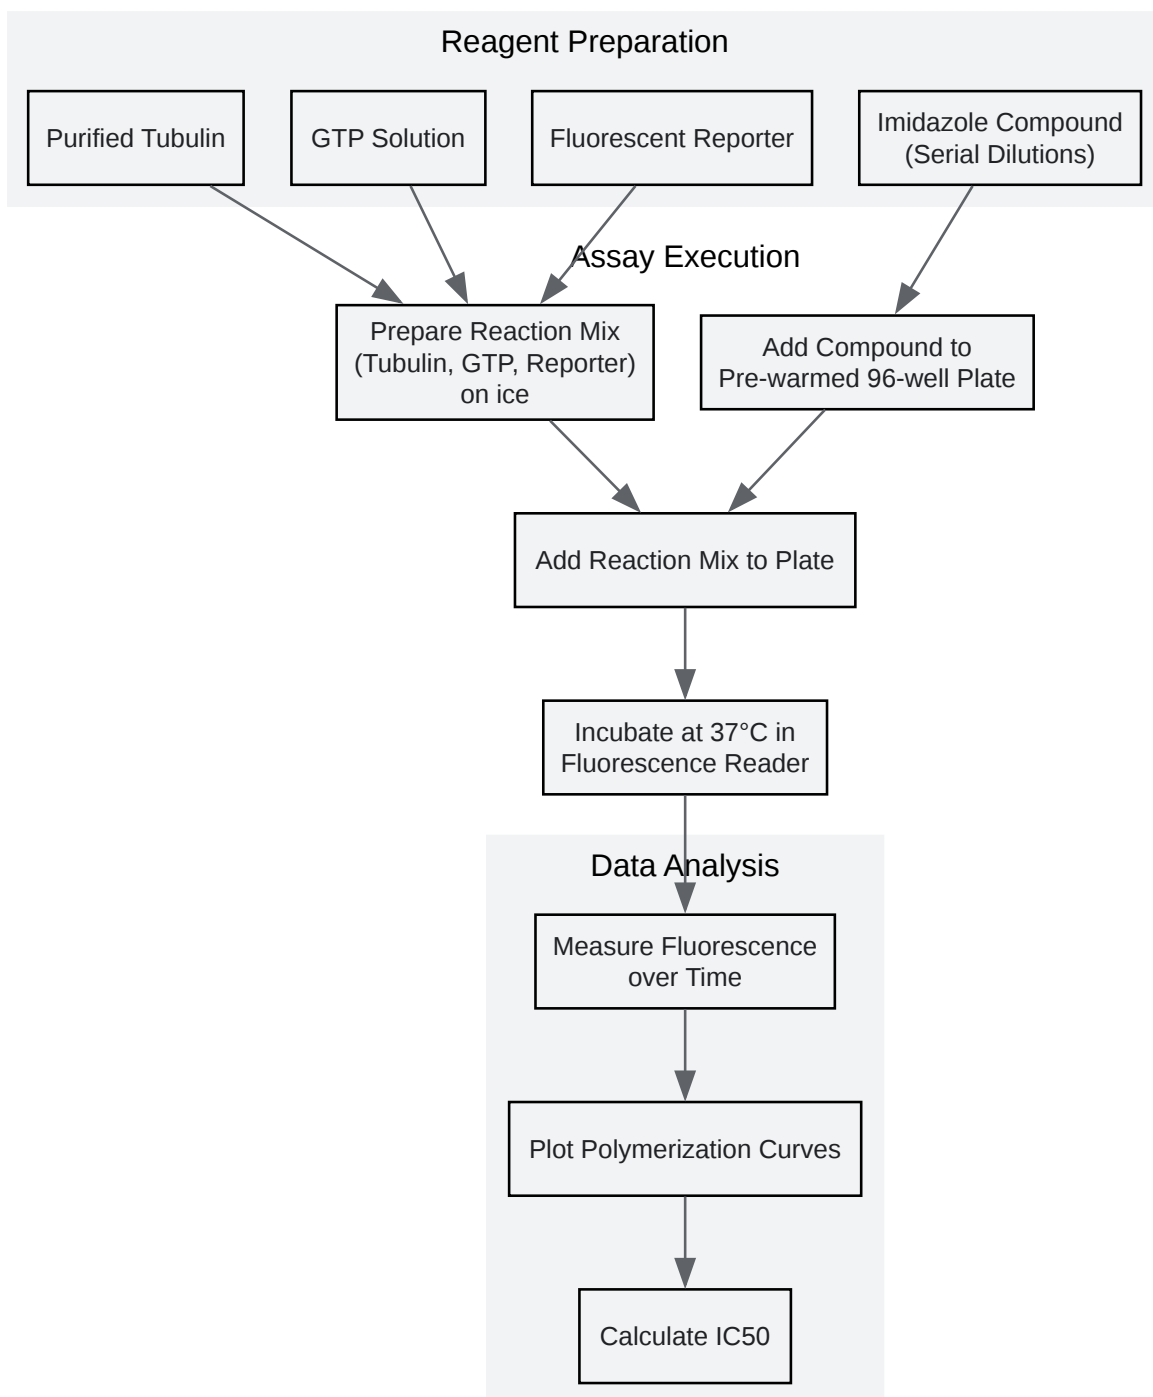 Reagent Preparation
Purified Tubulin
GTP Solution
Fluorescent Reporter
Imidazole Compound
(Serial Dilutions)
Assay Execution
Prepare Reaction Mix
(Tubulin, GTP, Reporter)
on ice
Add Compound to
Pre-warmed 96-well Plate
Add Reaction Mix to Plate
Incubate at 37°C in
Fluorescence Reader
Data Analysis
Measure Fluorescence
over Time
Plot Polymerization Curves
Calculate IC50